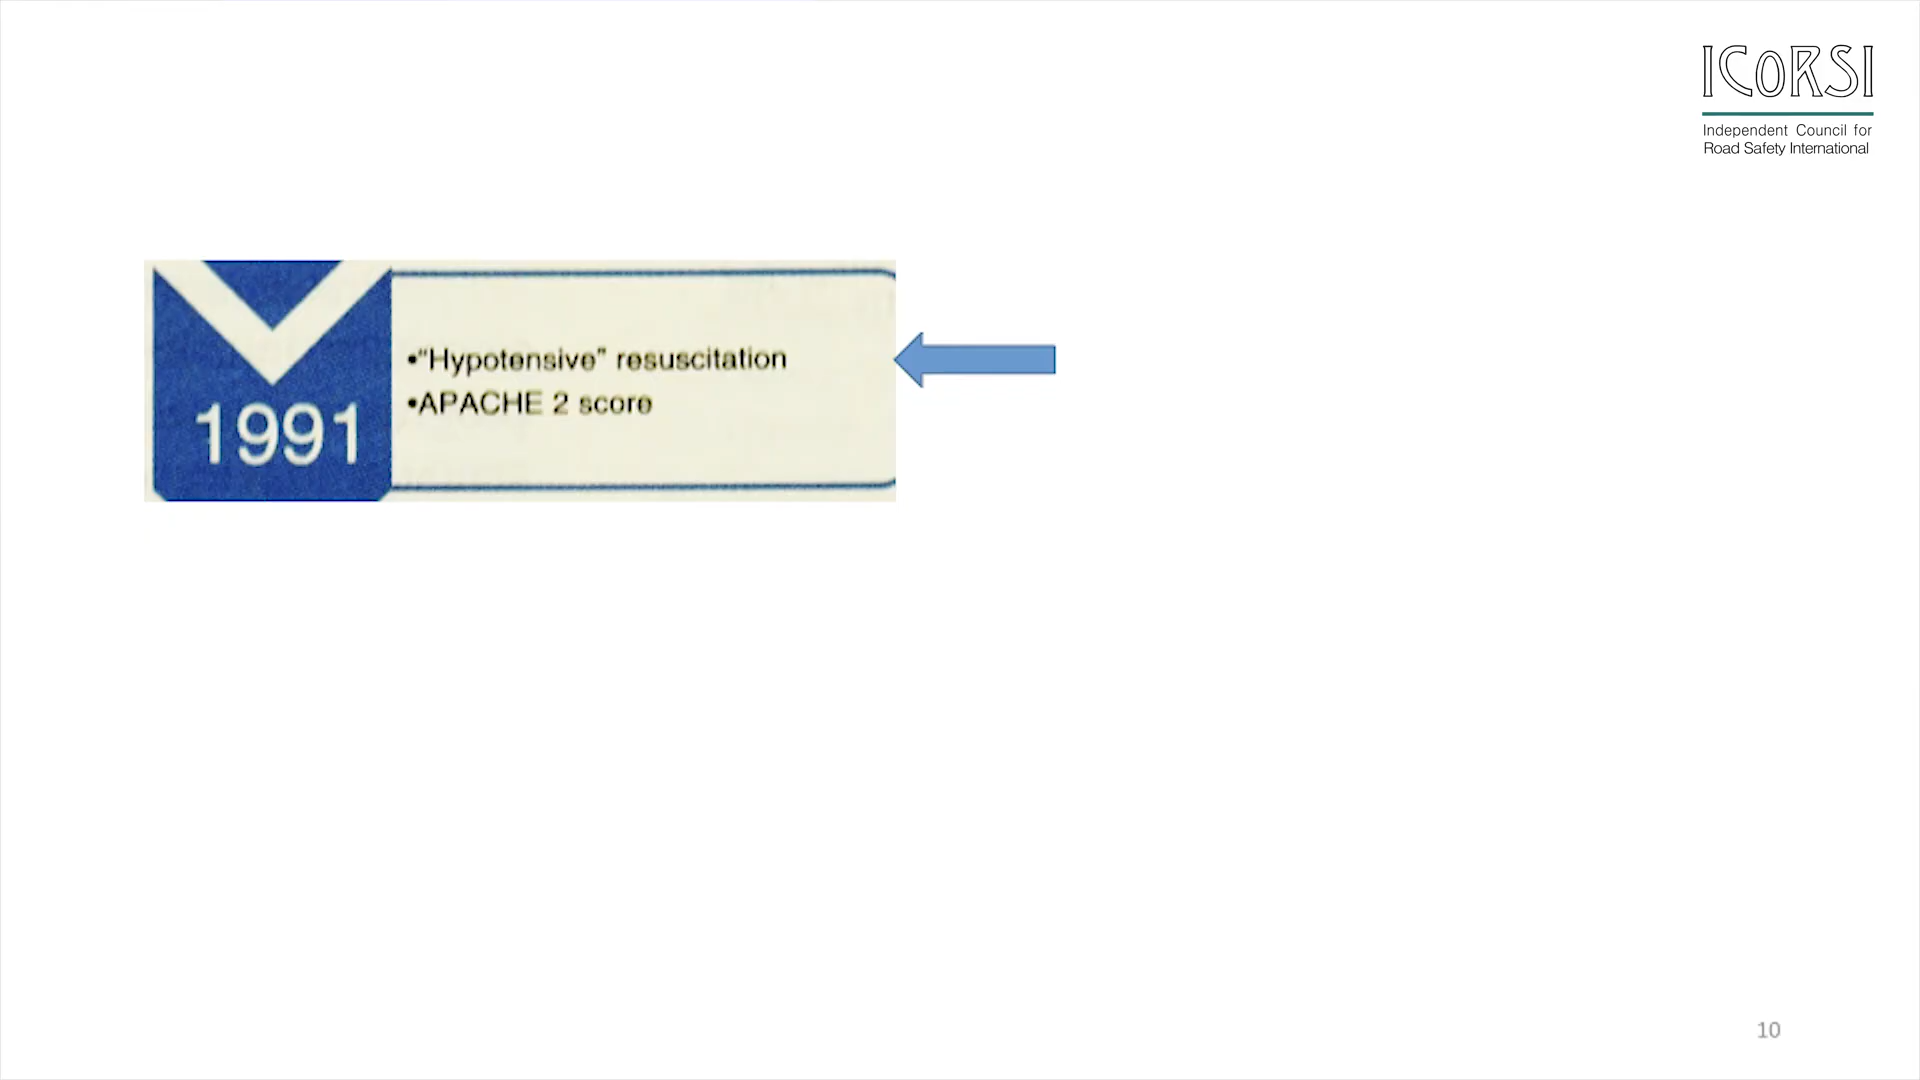 ICoRSI
Independent Council for
Road Safety International
1991
•"Hypotensive" resuscitation
•APACHE 2 score
10